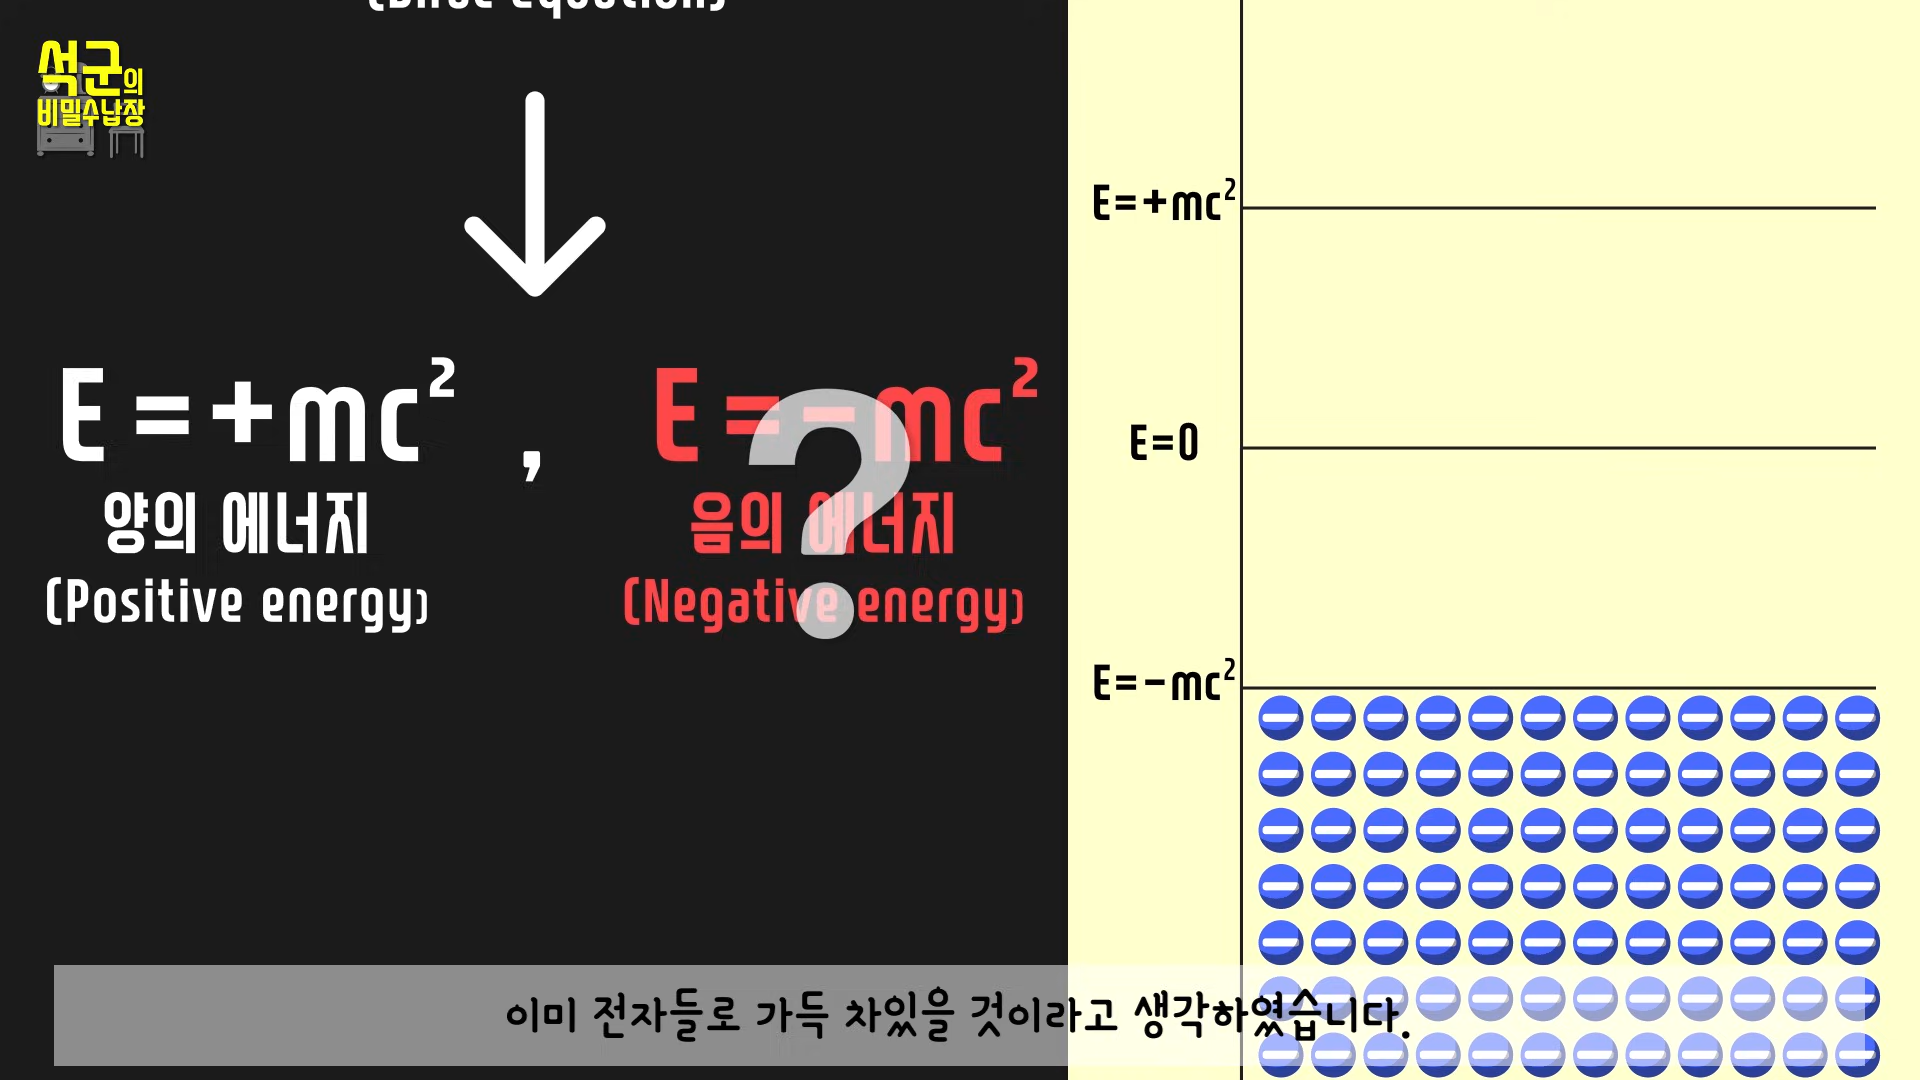 (Dirac equation)
석군의
비밀수납장
E=+mc²
,
E=-mc²
?
양의 에너지
음의 에너지
(Positive energy)
(Negative energy)
E=+mc²
E=0
E=-mc²
이미 전자들로 가득 차있을 것이라고 생각하였습니다.